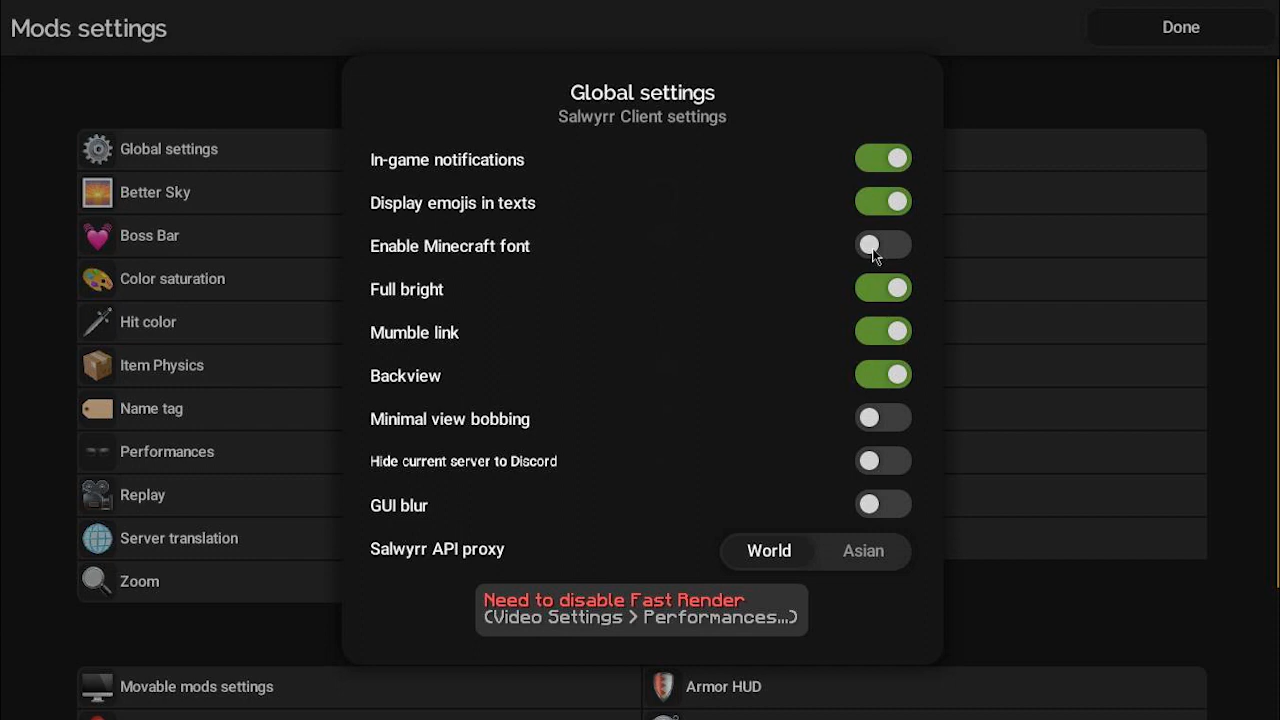 Mods settings
Done
Global settings
Salwyrr Client settings
In-game notifications
Display emojis in texts
Enable Minecraft font
Full bright
Mumble link
Backview
Minimal view bobbing
Hide current server to Discord
GUI blur
Salwyrr API proxy
World
Asian
Need to disable Fast Render
(Video Settings > Performances...)
Global settings
Better Sky
Boss Bar
Color saturation
Hit color
Item Physics
Name tag
Performances
Replay
Server translation
Zoom
Movable mods settings
Armor HUD